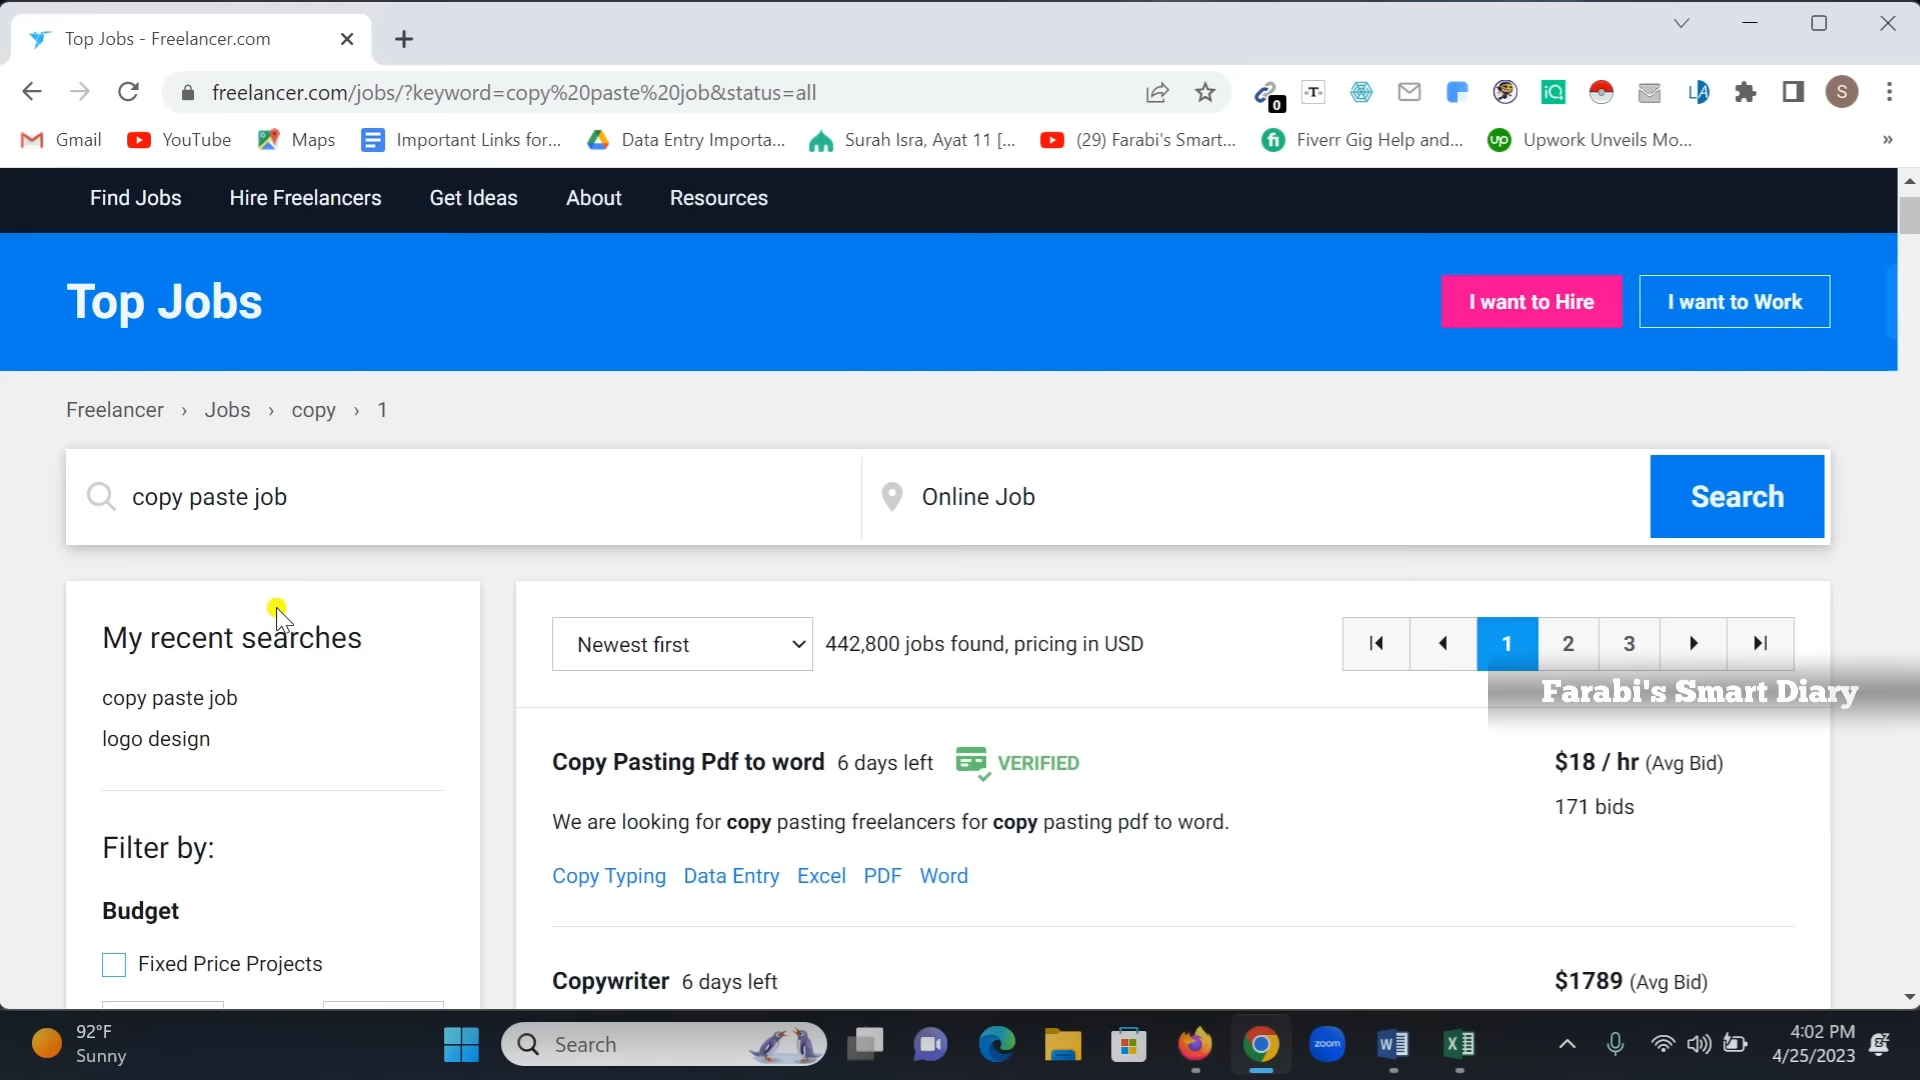 Top Jobs - Freelancer.com
freelancer.com/jobs/?keyword=copy%20paste%20job&status=all
0
T
iQ
LA
S
Gmail
YouTube
Maps
Important Links for...
Data Entry Importa...
Surah Isra, Ayat 11 [...
(29) Farabi's Smart...
fi
Fiverr Gig Help and...
up
Upwork Unveils Mo...
»
Find Jobs
Hire Freelancers
Get Ideas
About
Resources
Top Jobs
I want to Hire
I want to Work
Freelancer › Jobs › copy › 1
copy paste job
Online Job
Search
My recent searches
copy paste job
logo design
Filter by:
Budget
Fixed Price Projects
Newest first
442,800 jobs found, pricing in USD
1 2 3
Farabi's Smart Diary
Copy Pasting Pdf to word 6 days left VERIFIED
$18 / hr (Avg Bid)
171 bids
We are looking for copy pasting freelancers for copy pasting pdf to word.
Copy Typing Data Entry Excel PDF Word
Copywriter 6 days left
$1789 (Avg Bid)
92°F
Sunny
Search
zoom
W
X
4:02 PM
4/25/2023